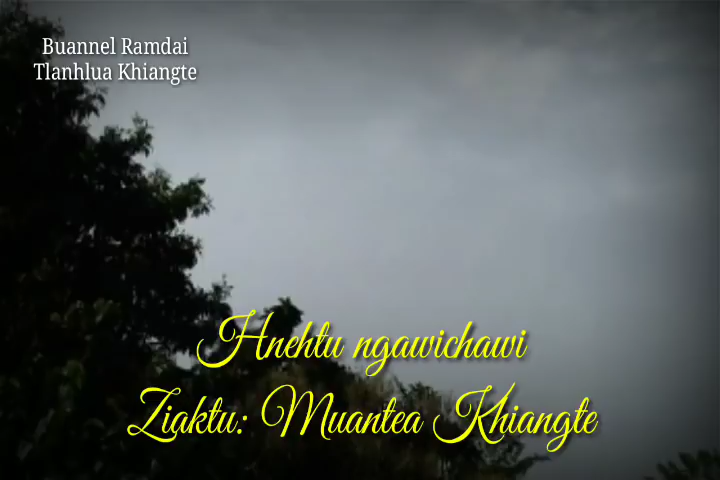 Buannel Ramdai
Tlanhlua Khiangte
Hnehtu ngawichawi
Ziaktu: Muantea Khiangte